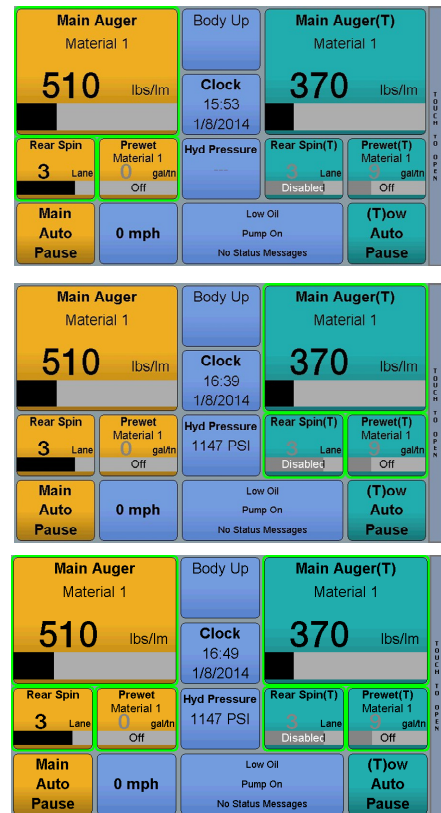 Main Auger
Material 1
510 lbs/lm
Body Up
Clock
15:53
1/8/2014
Main Auger(T)
Material 1
370 lbs/lm
Rear Spin
3 Lane
Prewet
Material 1
0 gal/tn
Off
Hyd Pressure
----
Rear Spin(T)
3 Lane
Disabled
Prewet(T)
Material 1
9 gal/tn
Off
Main
Auto
Pause
0 mph
Low Oil
Pump On
No Status Messages
(T)ow
Auto
Pause
TOUCH TO OPEN
Main Auger
Material 1
510 lbs/lm
Body Up
Clock
16:39
1/8/2014
Main Auger(T)
Material 1
370 lbs/lm
Rear Spin
3 Lane
Prewet
Material 1
0 gal/tn
Off
Hyd Pressure
1147 PSI
Rear Spin(T)
3 Lane
Disabled
Prewet(T)
Material 1
9 gal/tn
Off
Main
Auto
Pause
0 mph
Low Oil
Pump On
No Status Messages
(T)ow
Auto
Pause
TOUCH TO OPEN
Main Auger
Material 1
510 lbs/lm
Body Up
Clock
16:49
1/8/2014
Main Auger(T)
Material 1
370 lbs/lm
Rear Spin
3 Lane
Prewet
Material 1
0 gal/tn
Off
Hyd Pressure
1147 PSI
Rear Spin(T)
3 Lane
Disabled
Prewet(T)
Material 1
9 gal/tn
Off
Main
Auto
Pause
0 mph
Low Oil
Pump On
No Status Messages
(T)ow
Auto
Pause
TOUCH TO OPEN